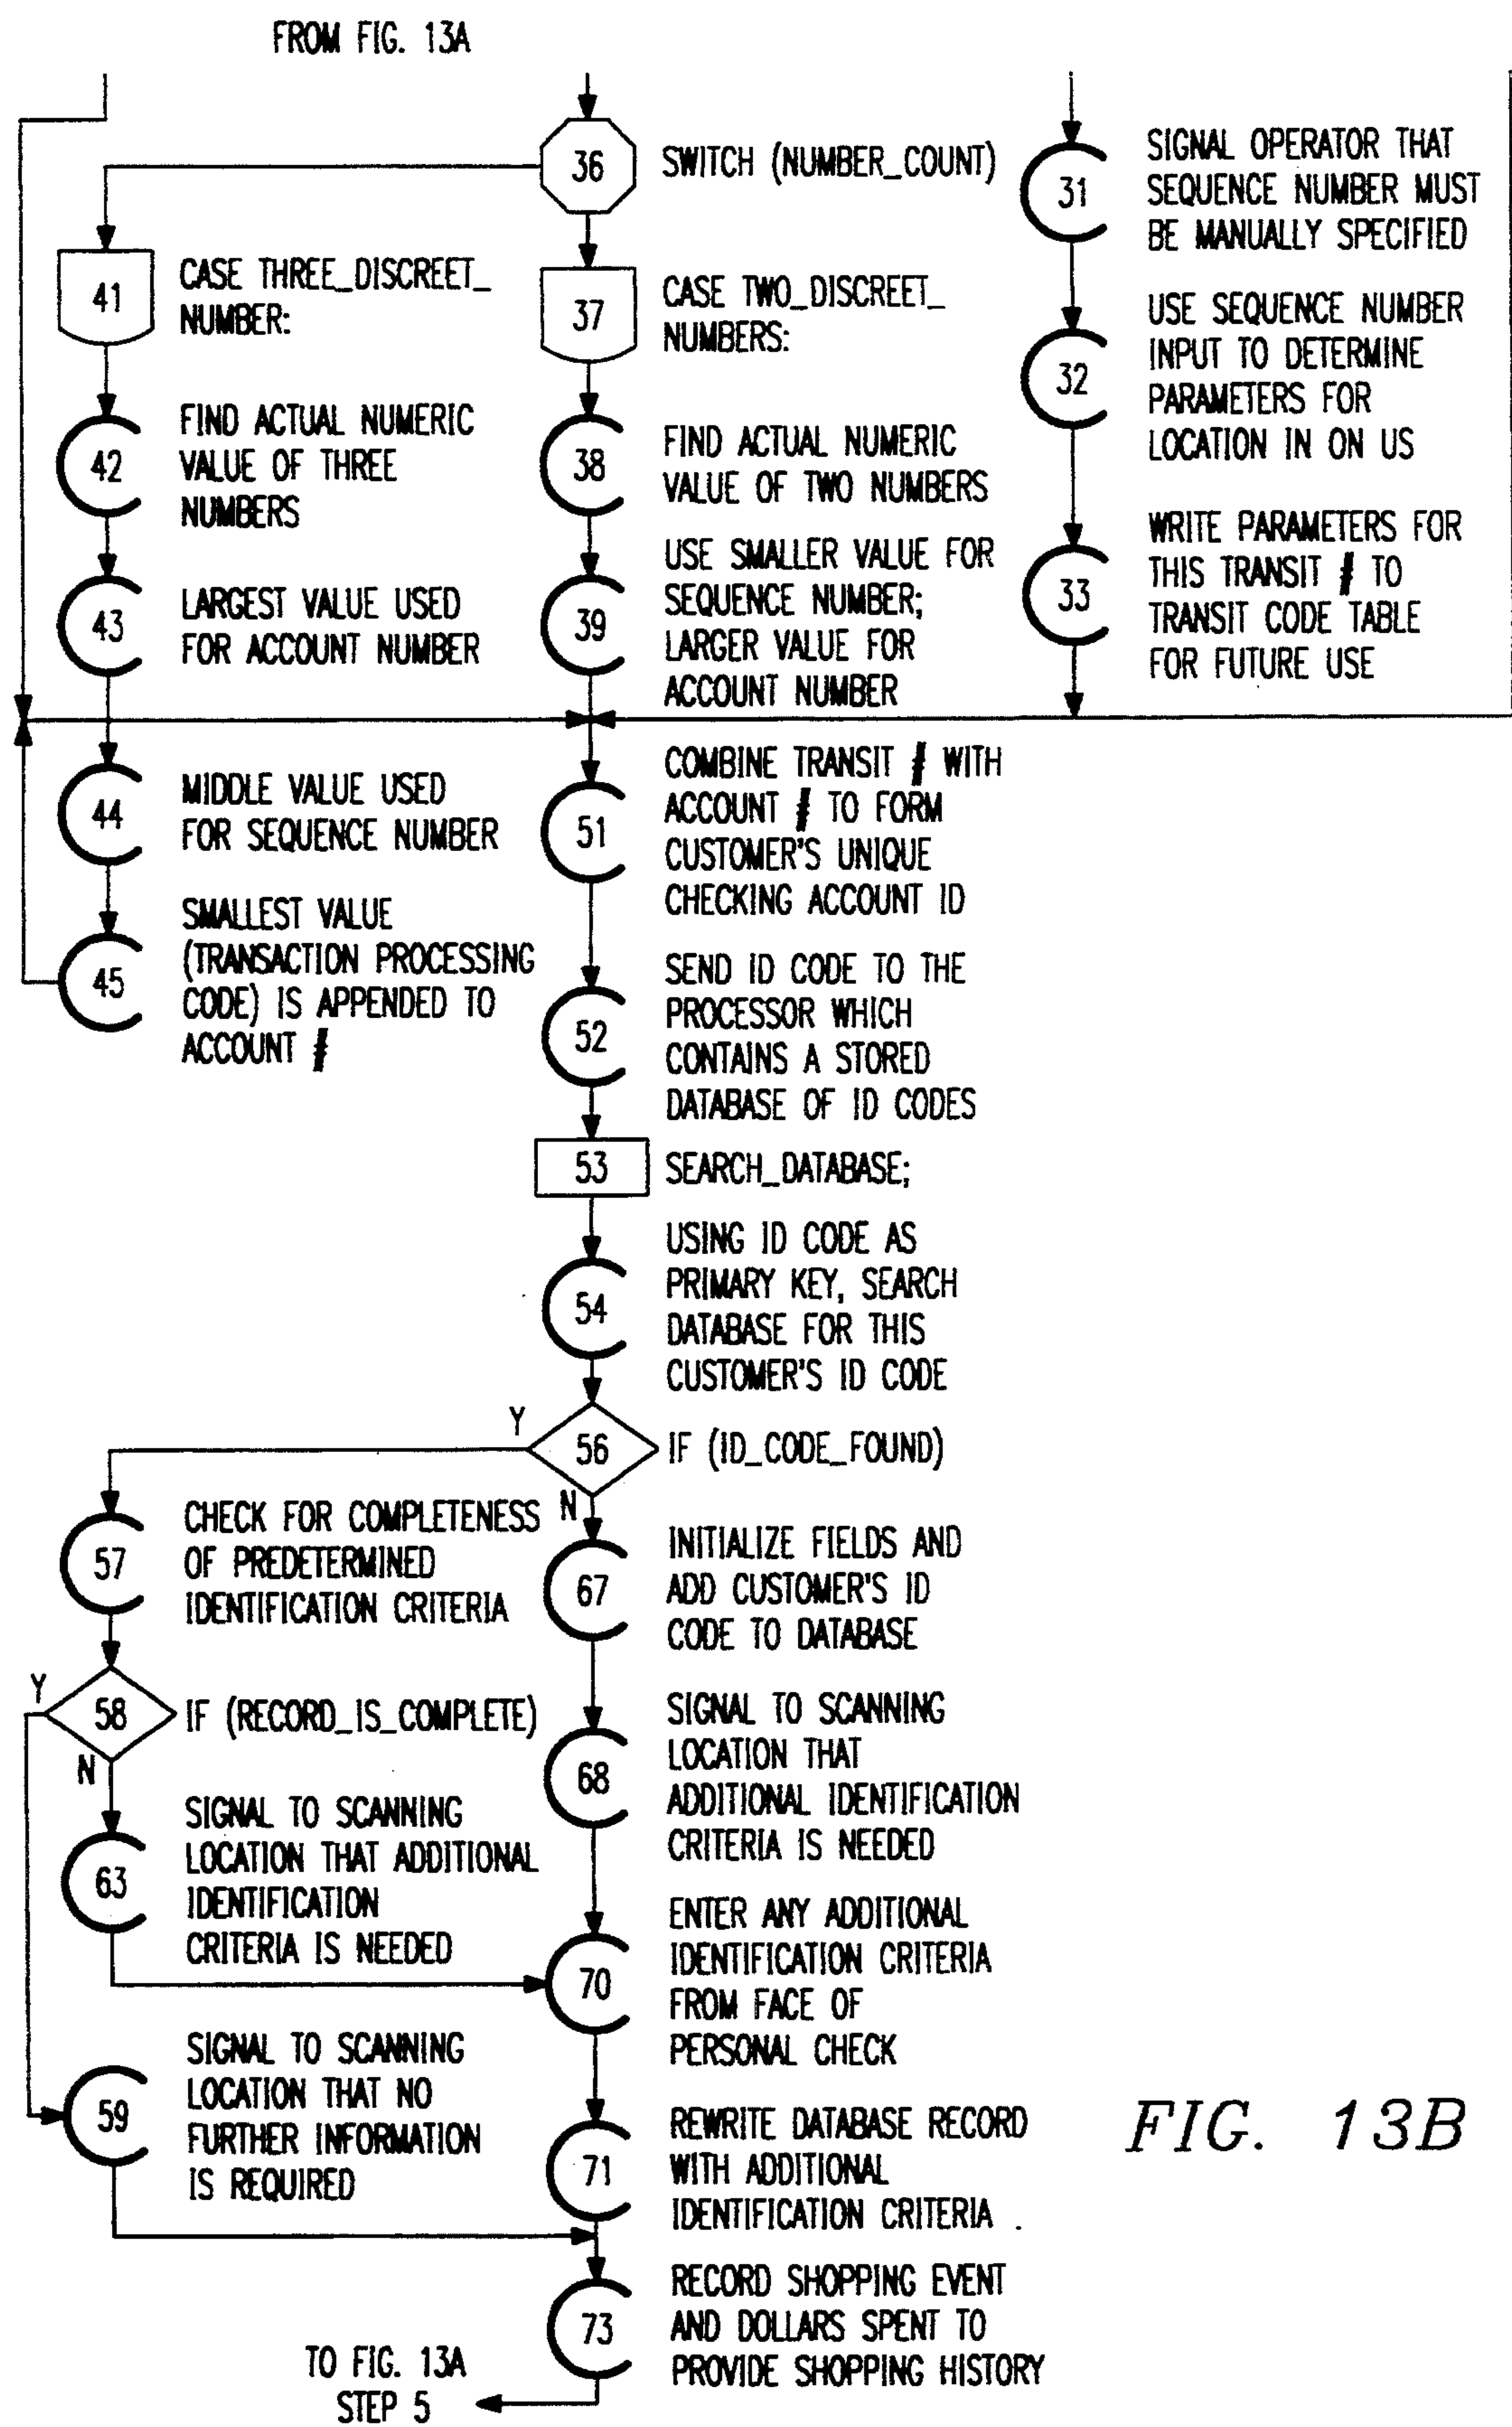 FROM FIG. 13A
36
SWITCH (NUMBER_COUNT)
41
CASE THREE_DISCREET_
NUMBER:
37
CASE TWO_DISCREET_
NUMBERS:
31
SIGNAL OPERATOR THAT
SEQUENCE NUMBER MUST
BE MANUALLY SPECIFIED
42
FIND ACTUAL NUMERIC
VALUE OF THREE
NUMBERS
38
FIND ACTUAL NUMERIC
VALUE OF TWO NUMBERS
32
USE SEQUENCE NUMBER
INPUT TO DETERMINE
PARAMETERS FOR
LOCATION IN ON US
43
LARGEST VALUE USED
FOR ACCOUNT NUMBER
39
USE SMALLER VALUE FOR
SEQUENCE NUMBER;
LARGER VALUE FOR
ACCOUNT NUMBER
33
WRITE PARAMETERS FOR
THIS TRANSIT # TO
TRANSIT CODE TABLE
FOR FUTURE USE
44
MIDDLE VALUE USED
FOR SEQUENCE NUMBER
51
COMBINE TRANSIT # WITH
ACCOUNT # TO FORM
CUSTOMER'S UNIQUE
CHECKING ACCOUNT ID
45
SMALLEST VALUE
(TRANSACTION PROCESSING
CODE) IS APPENDED TO
ACCOUNT #
52
SEND ID CODE TO THE
PROCESSOR WHICH
CONTAINS A STORED
DATABASE OF ID CODES
53
SEARCH_DATABASE;
54
USING ID CODE AS
PRIMARY KEY, SEARCH
DATABASE FOR THIS
CUSTOMER'S ID CODE
Y
56
IF (ID_CODE_FOUND)
N
57
CHECK FOR COMPLETENESS
OF PREDETERMINED
IDENTIFICATION CRITERIA
67
INITIALIZE FIELDS AND
ADD CUSTOMER'S ID
CODE TO DATABASE
Y
58
IF (RECORD_IS_COMPLETE)
N
68
SIGNAL TO SCANNING
LOCATION THAT
ADDITIONAL IDENTIFICATION
CRITERIA IS NEEDED
63
SIGNAL TO SCANNING
LOCATION THAT ADDITIONAL
IDENTIFICATION
CRITERIA IS NEEDED
70
ENTER ANY ADDITIONAL
IDENTIFICATION CRITERIA
FROM FACE OF
PERSONAL CHECK
59
SIGNAL TO SCANNING
LOCATION THAT NO
FURTHER INFORMATION
IS REQUIRED
71
REWRITE DATABASE RECORD
WITH ADDITIONAL
IDENTIFICATION CRITERIA .
FIG. 13B
73
RECORD SHOPPING EVENT
AND DOLLARS SPENT TO
PROVIDE SHOPPING HISTORY
TO FIG. 13A
STEP 5